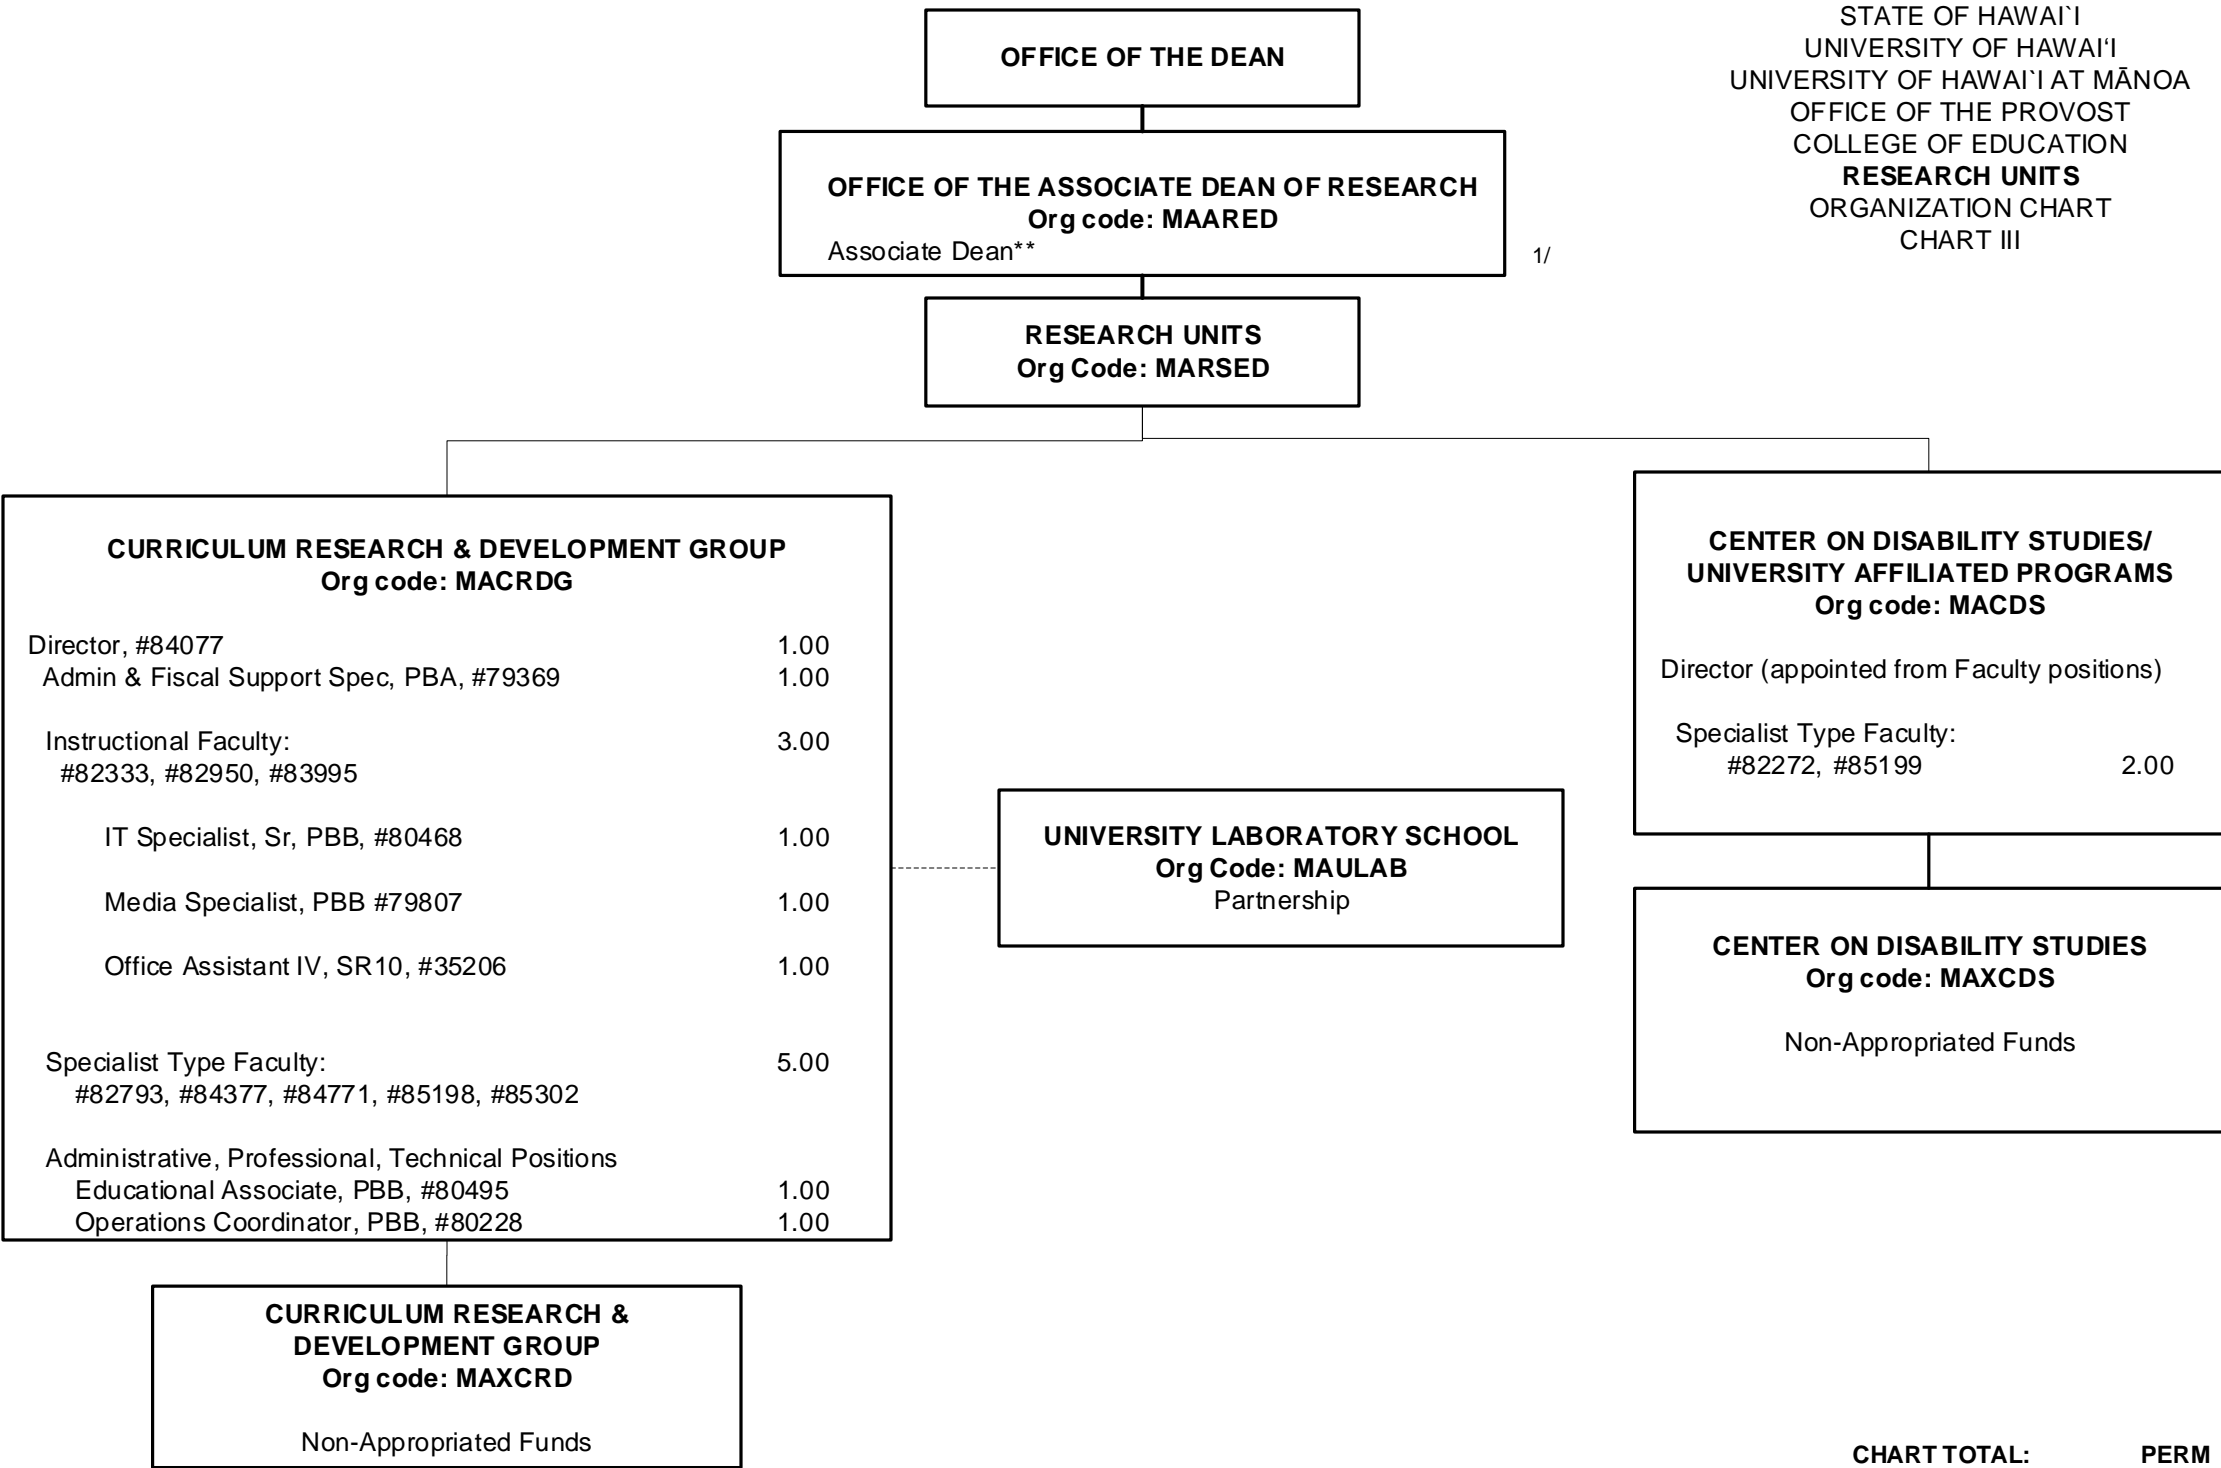 STATE OF HAWAI`I
UNIVERSITY OF HAWAI‘I
UNIVERSITY OF HAWAI`I AT MĀNOA
OFFICE OF THE PROVOST
COLLEGE OF EDUCATION
RESEARCH UNITS
ORGANIZATION CHART
CHART III
OFFICE OF THE DEAN
OFFICE OF THE ASSOCIATE DEAN OF RESEARCH
Org code: MAARED
Associate Dean** 1/
RESEARCH UNITS
Org Code: MARSED
CURRICULUM RESEARCH & DEVELOPMENT GROUP
Org code: MACRDG
Director, #84077 1.00
Admin & Fiscal Support Spec, PBA, #79369 1.00
Instructional Faculty: 3.00
#82333, #82950, #83995
IT Specialist, Sr, PBB, #80468 1.00
Media Specialist, PBB #79807 1.00
Office Assistant IV, SR10, #35206 1.00
Specialist Type Faculty: 5.00
#82793, #84377, #84771, #85198, #85302
Administrative, Professional, Technical Positions
Educational Associate, PBB, #80495 1.00
Operations Coordinator, PBB, #80228 1.00
CURRICULUM RESEARCH &
DEVELOPMENT GROUP
Org code: MAXCRD
Non-Appropriated Funds
UNIVERSITY LABORATORY SCHOOL
Org Code: MAULAB
Partnership
CENTER ON DISABILITY STUDIES/
UNIVERSITY AFFILIATED PROGRAMS
Org code: MACDS
Director (appointed from Faculty positions)
Specialist Type Faculty:
#82272, #85199 2.00
CENTER ON DISABILITY STUDIES
Org code: MAXCDS
Non-Appropriated Funds
CHART TOTAL: PERM